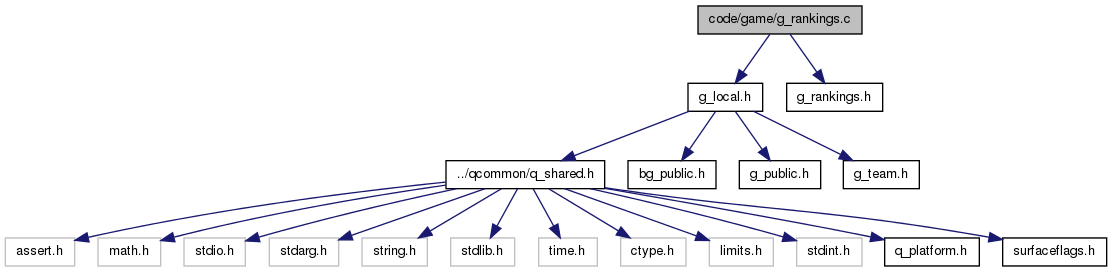 code/game/g_rankings.c
g_local.h
g_rankings.h
../qcommon/q_shared.h
bg_public.h
g_public.h
g_team.h
assert.h
math.h
stdio.h
stdarg.h
string.h
stdlib.h
time.h
ctype.h
limits.h
stdint.h
q_platform.h
surfaceflags.h